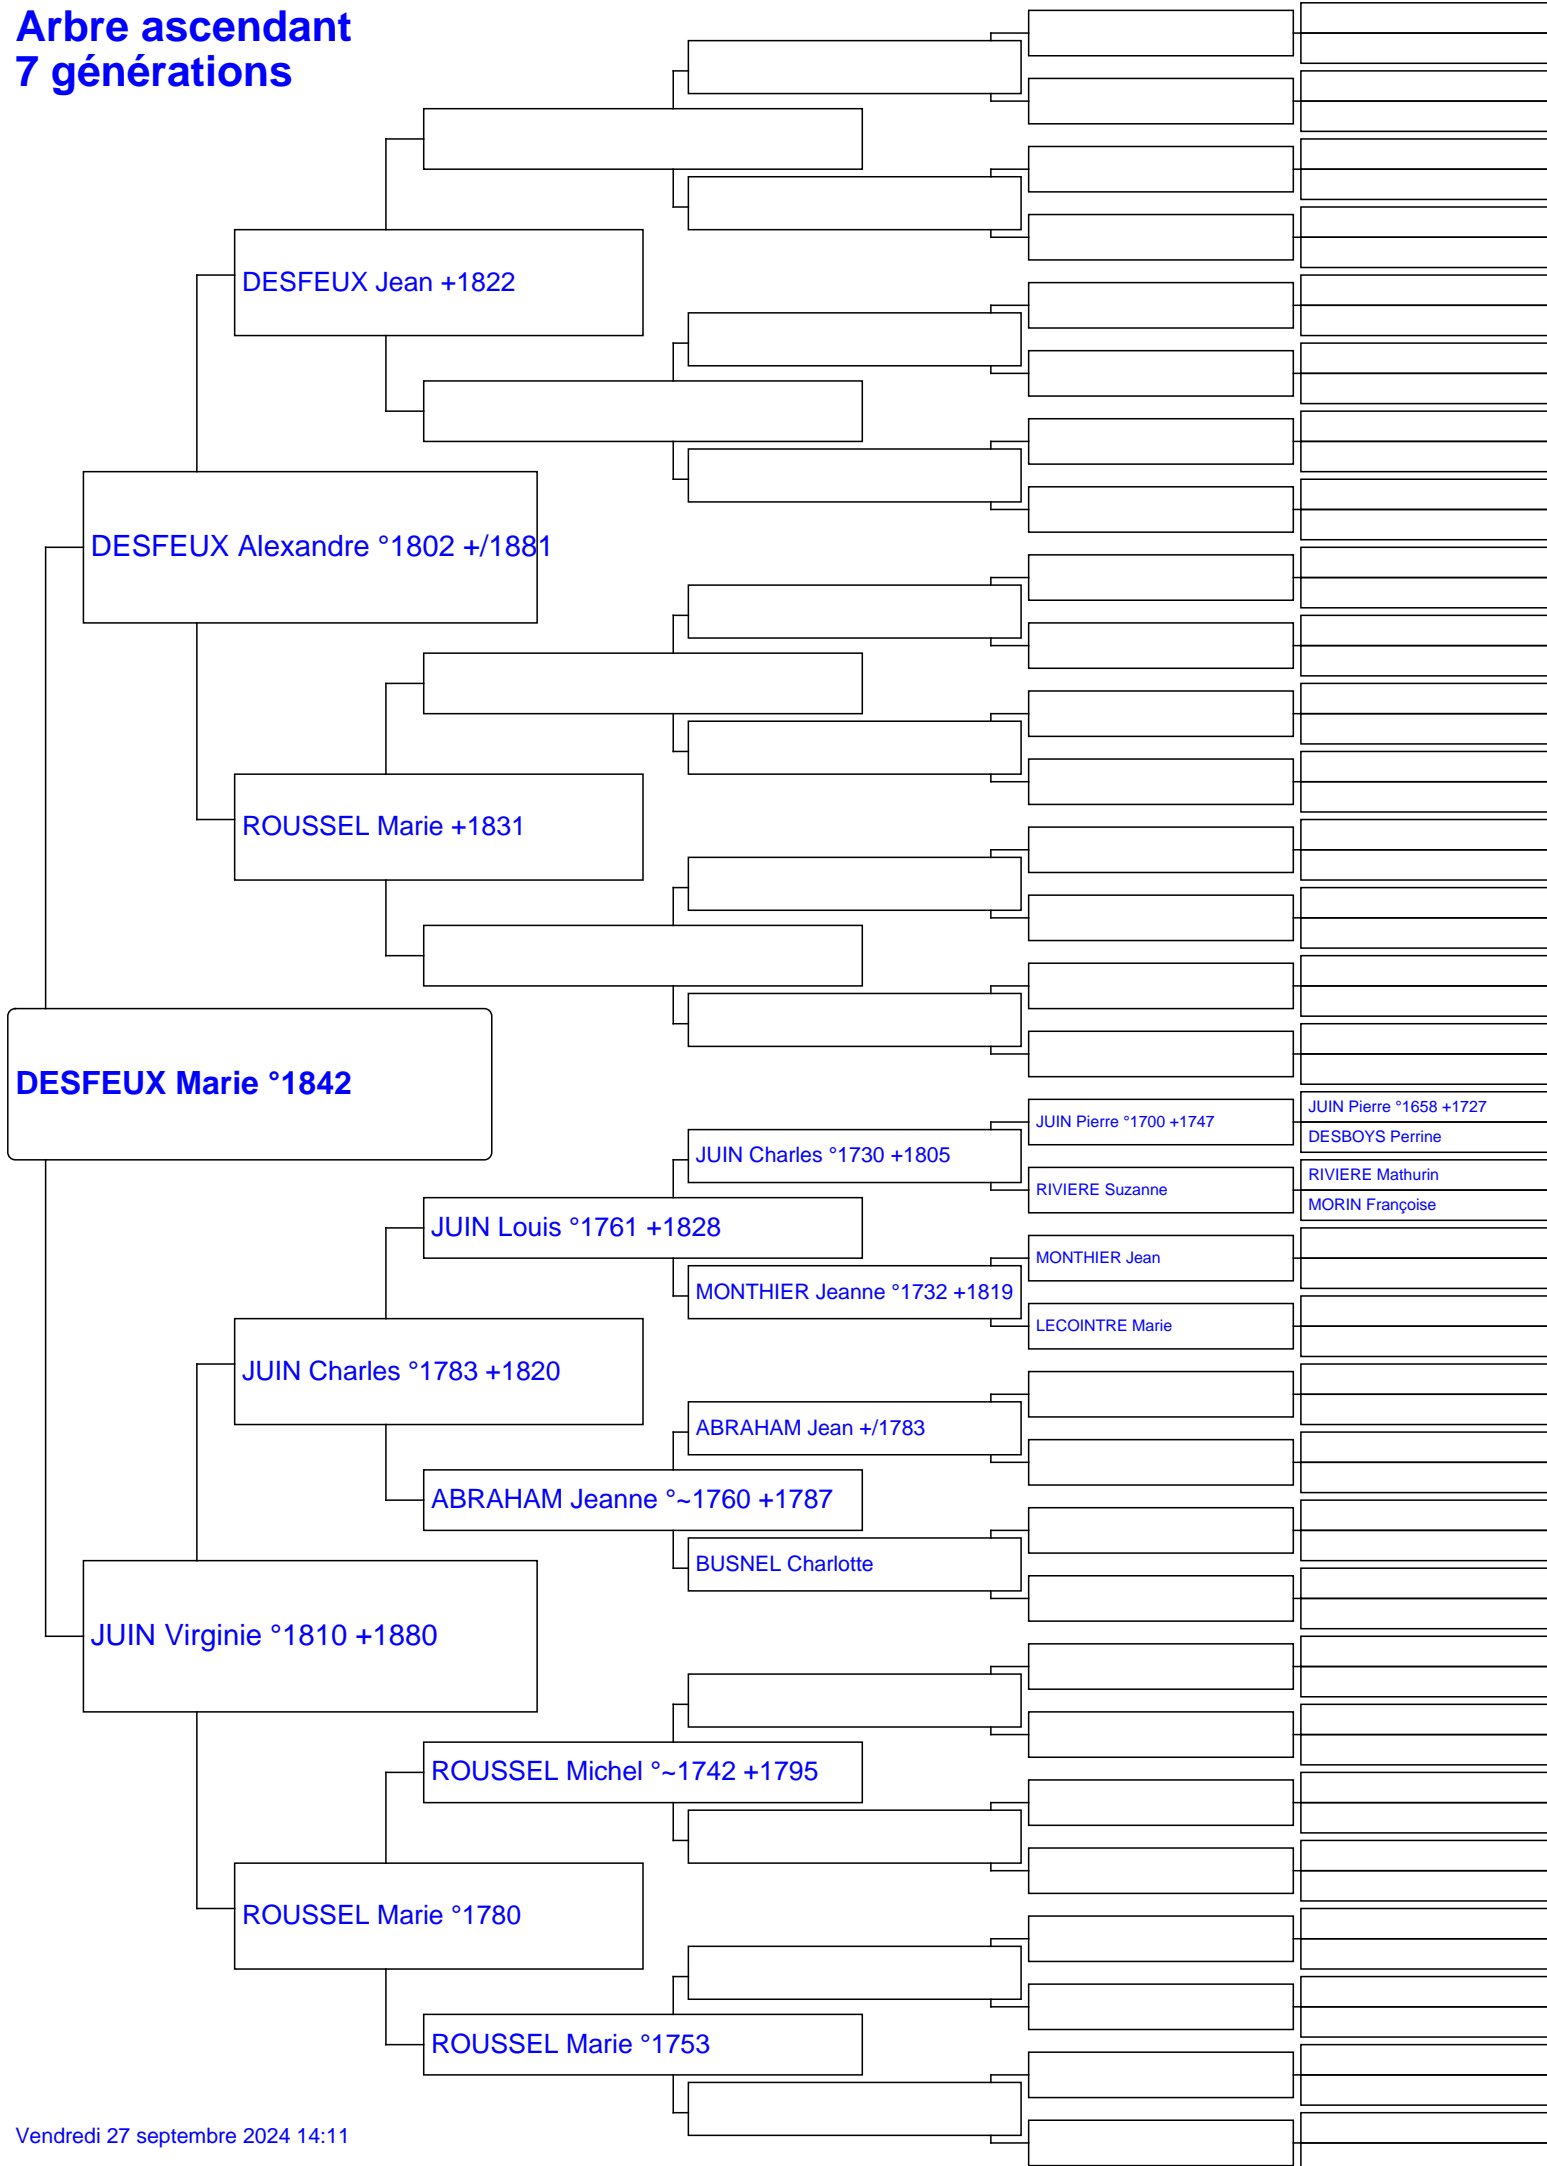 Arbre ascendant
7 générations
DESFEUX Jean +1822
DESFEUX Alexandre °1802 +/1881
ROUSSEL Marie +1831
DESFEUX Marie °1842
JUIN Pierre °1658 +1727
JUIN Pierre °1700 +1747
DESBOYS Perrine
JUIN Charles °1730 +1805
RIVIERE Mathurin
RIVIERE Suzanne
MORIN Françoise
JUIN Louis °1761 +1828
MONTHIER Jean
MONTHIER Jeanne °1732 +1819
LECOINTRE Marie
JUIN Charles °1783 +1820
ABRAHAM Jean +/1783
ABRAHAM Jeanne °~1760 +1787
BUSNEL Charlotte
JUIN Virginie °1810 +1880
ROUSSEL Michel °~1742 +1795
ROUSSEL Marie °1780
ROUSSEL Marie °1753
Vendredi 27 septembre 2024 14:11